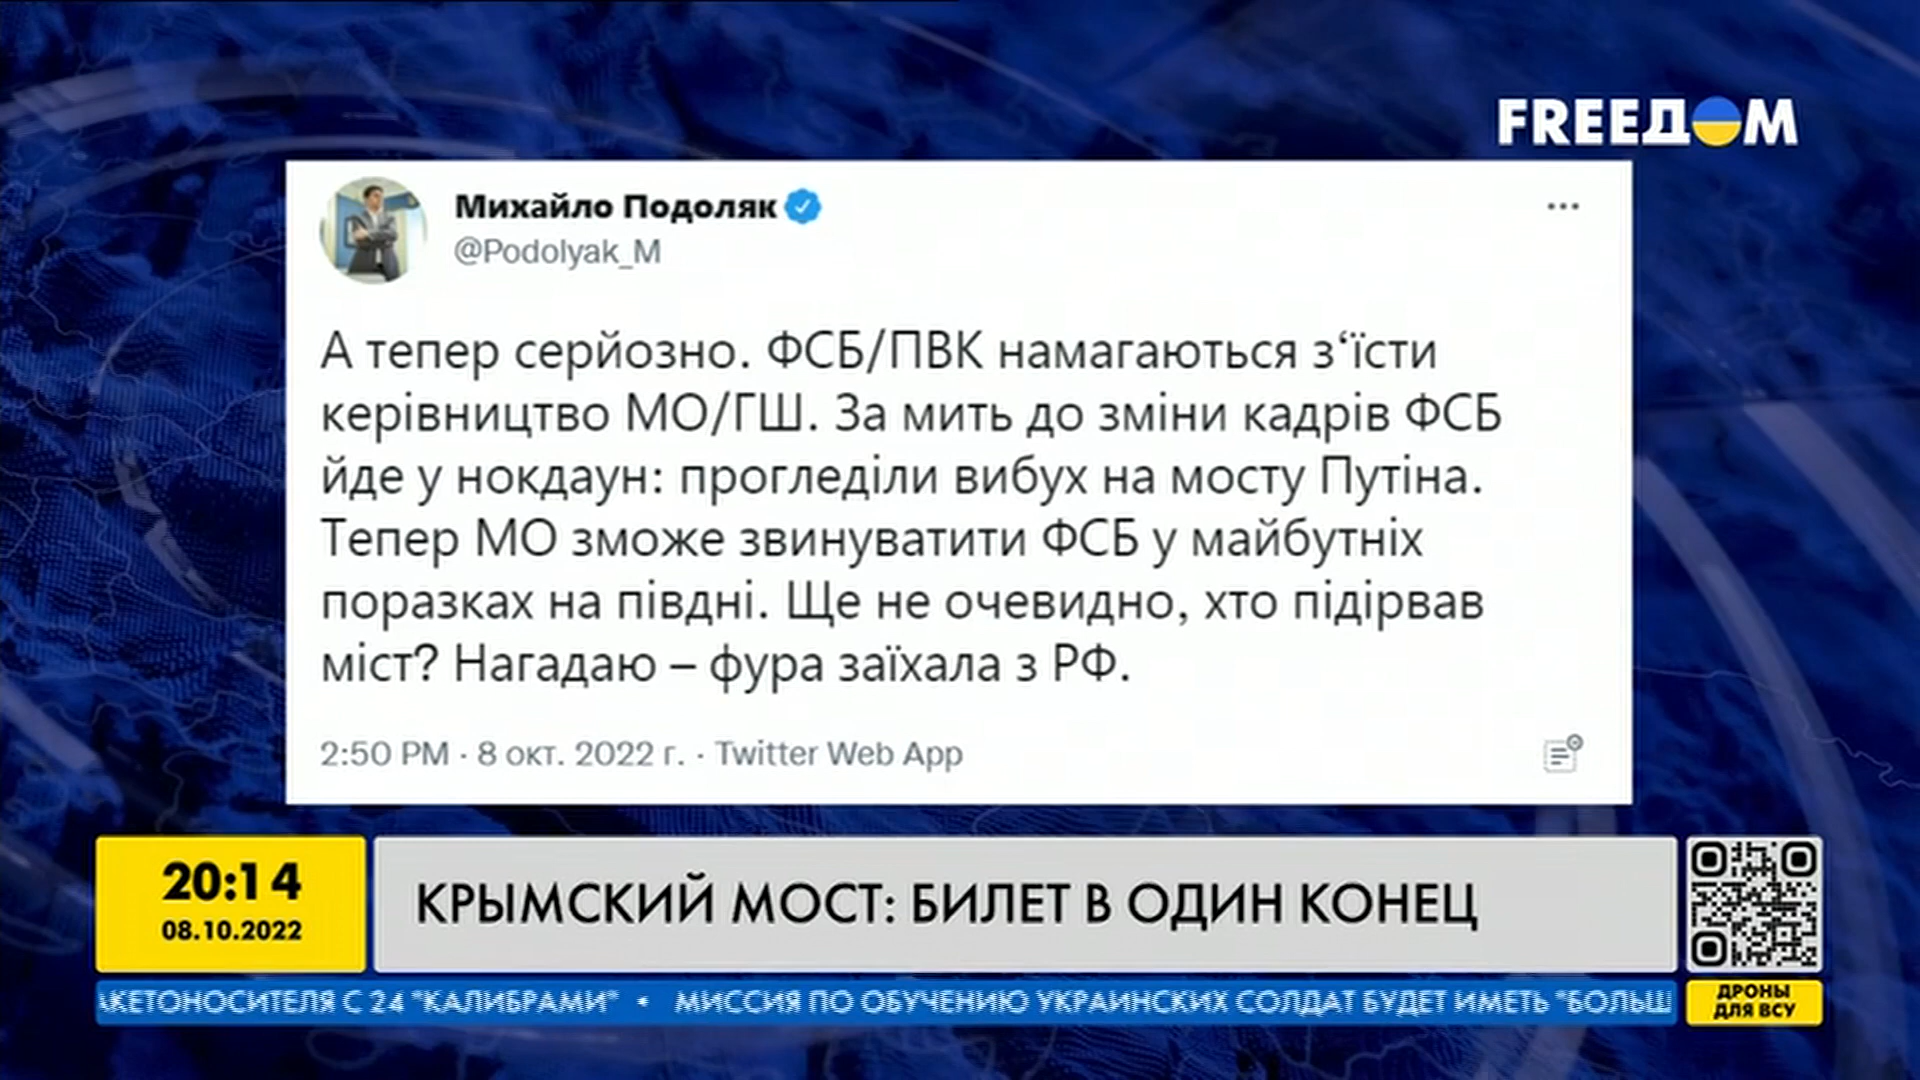 FREEДOM
Михайло Подоляк
@Podolyak_M
А тепер серйозно. ФСБ/ПВК намагаються з‘їсти
керівництво МО/ГШ. За мить до зміни кадрів ФСБ
йде у нокдаун: прогледіли вибух на мосту Путіна.
Тепер МО зможе звинуватити ФСБ у майбутніх
поразках на півдні. Ще не очевидно, хто підірвав
міст? Нагадаю – фура заїхала з РФ.
2:50 PM · 8 окт. 2022 г. · Twitter Web App
20:14
08.10.2022
КРЫМСКИЙ МОСТ: БИЛЕТ В ОДИН КОНЕЦ
АКЕТОНОСИТЕЛЯ С 24 "КАЛИБРАМИ" • МИССИЯ ПО ОБУЧЕНИЮ УКРАИНСКИХ СОЛДАТ БУДЕТ ИМЕТЬ "БОЛЬШ
ДРОНЫ
ДЛЯ ВСУ